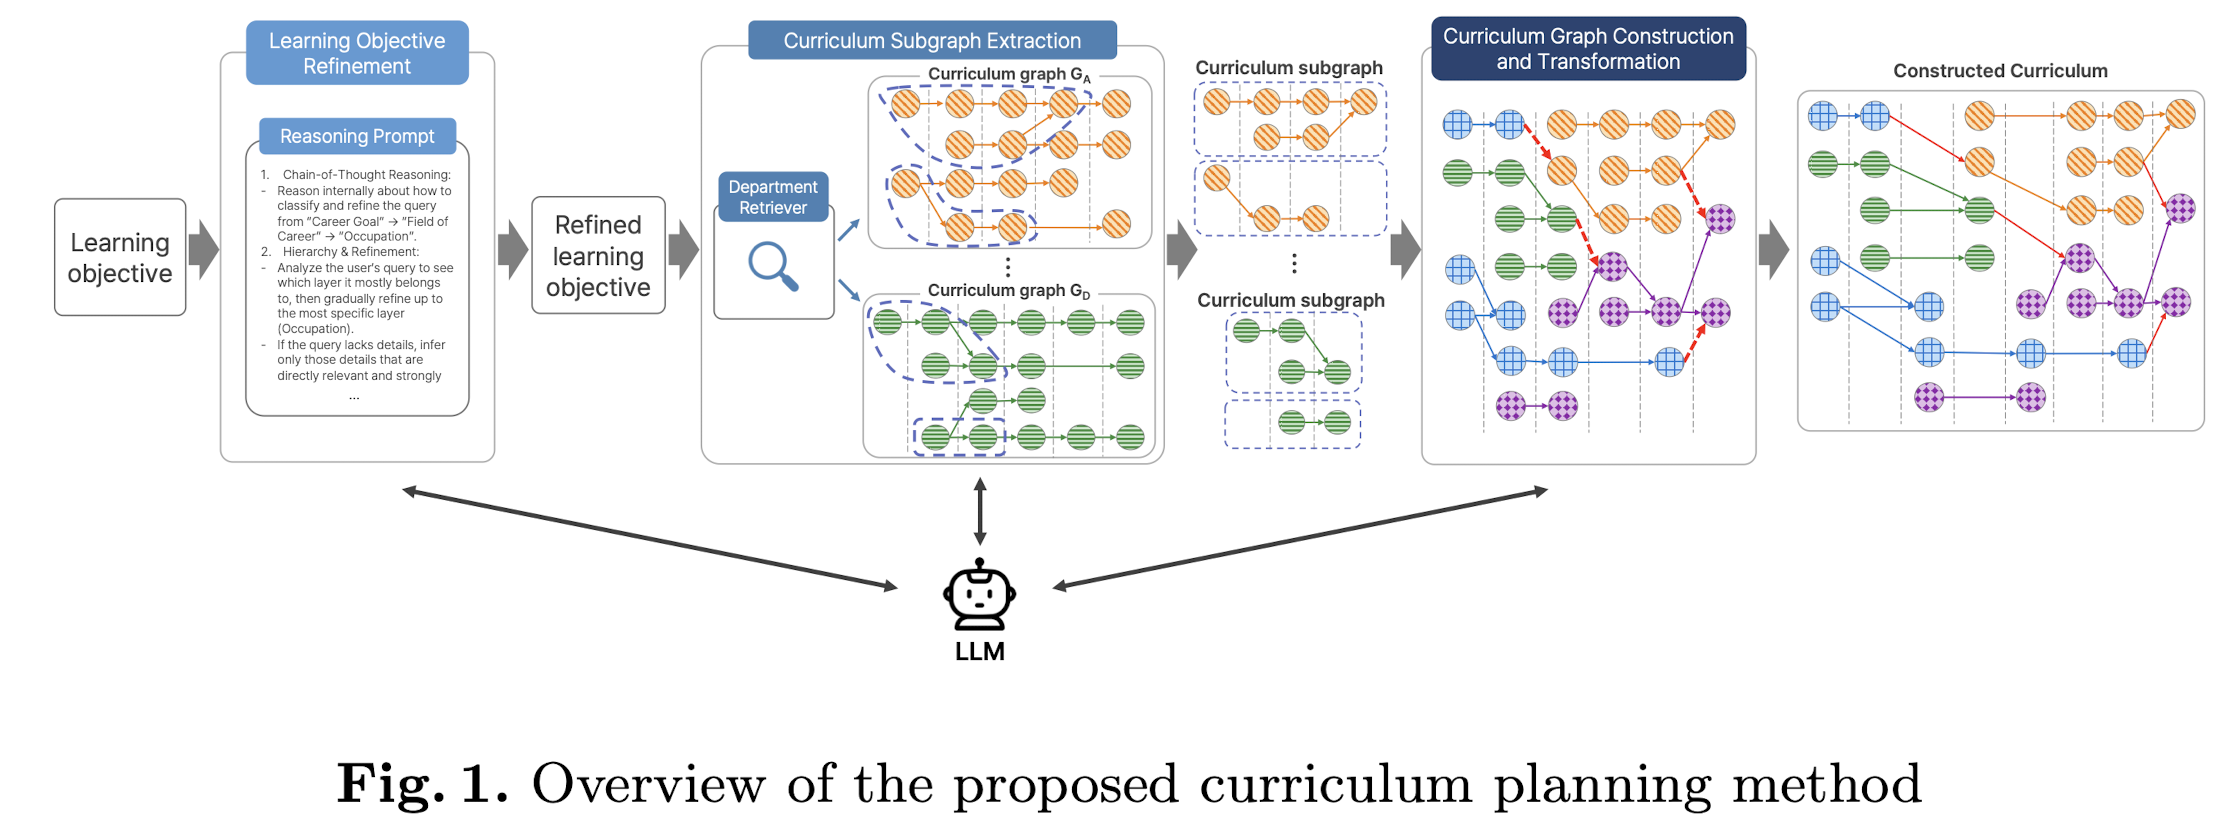 Learning Objective
Refinement
Reasoning Prompt
1. Chain-of-Thought Reasoning:
- Reason internally about how to
classify and refine the query
from "Career Goal" → "Field of
Career" → "Occupation".
2. Hierarchy & Refinement:
- Analyze the user's query to see
which layer it mostly belongs
to, then gradually refine up to
the most specific layer
(Occupation).
- If the query lacks details, infer
only those details that are
directly relevant and strongly
...
Learning
objective
Refined
learning
objective
Curriculum Subgraph Extraction
Department
Retriever
Curriculum graph G_A
⋮
Curriculum graph G_D
Curriculum subgraph
⋮
Curriculum subgraph
Curriculum Graph Construction
and Transformation
Constructed Curriculum
LLM
Fig. 1. Overview of the proposed curriculum planning method